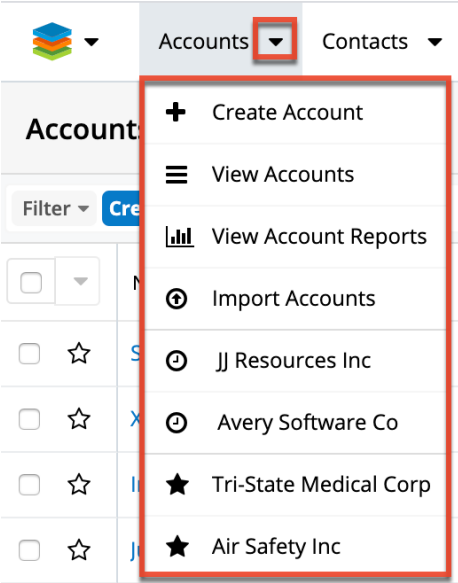 Accounts
Contacts
Accounts
Create Account
View Accounts
Filter
Cre
View Account Reports
Import Accounts
JJ Resources Inc
Avery Software Co
Tri-State Medical Corp
Air Safety Inc